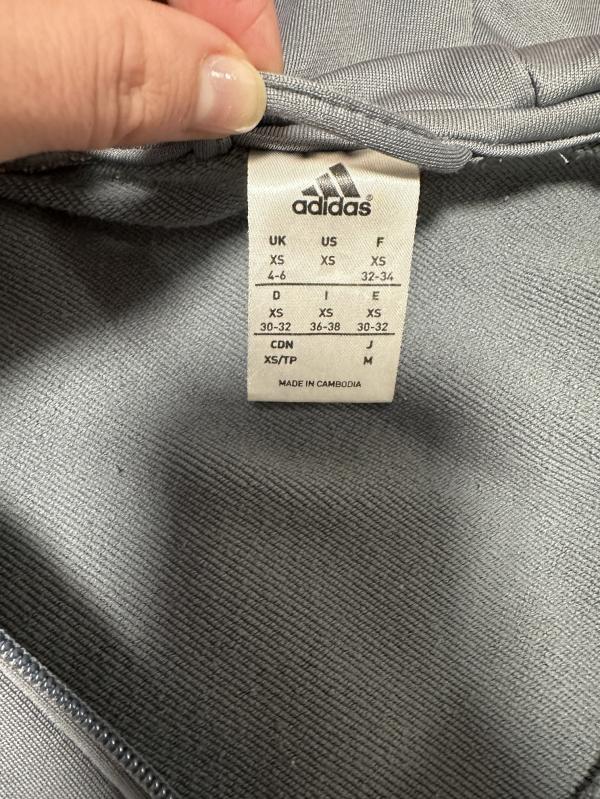 adidas®
UK US F
XS XS XS
4-6 32-34
D I E
XS XS XS
30-32 36-38 30-32
CDN J
XS/TP M
MADE IN CAMBODIA